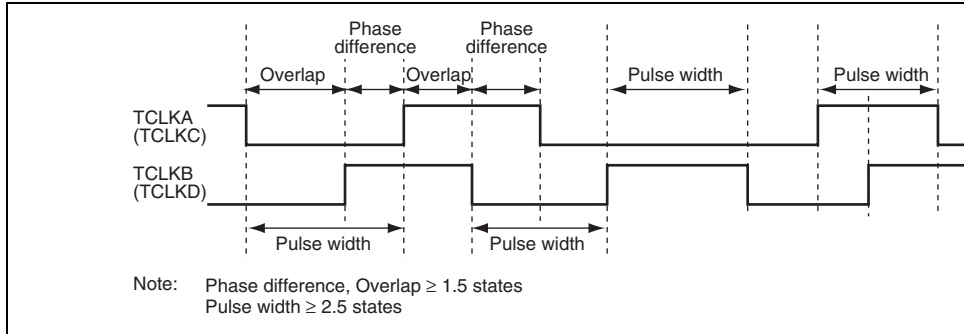 Phase
difference
Phase
difference
Overlap
Overlap
Pulse width
Pulse width
TCLKA
(TCLKC)
TCLKB
(TCLKD)
Pulse width
Pulse width
Note: Phase difference, Overlap ≥ 1.5 states
Pulse width ≥ 2.5 states